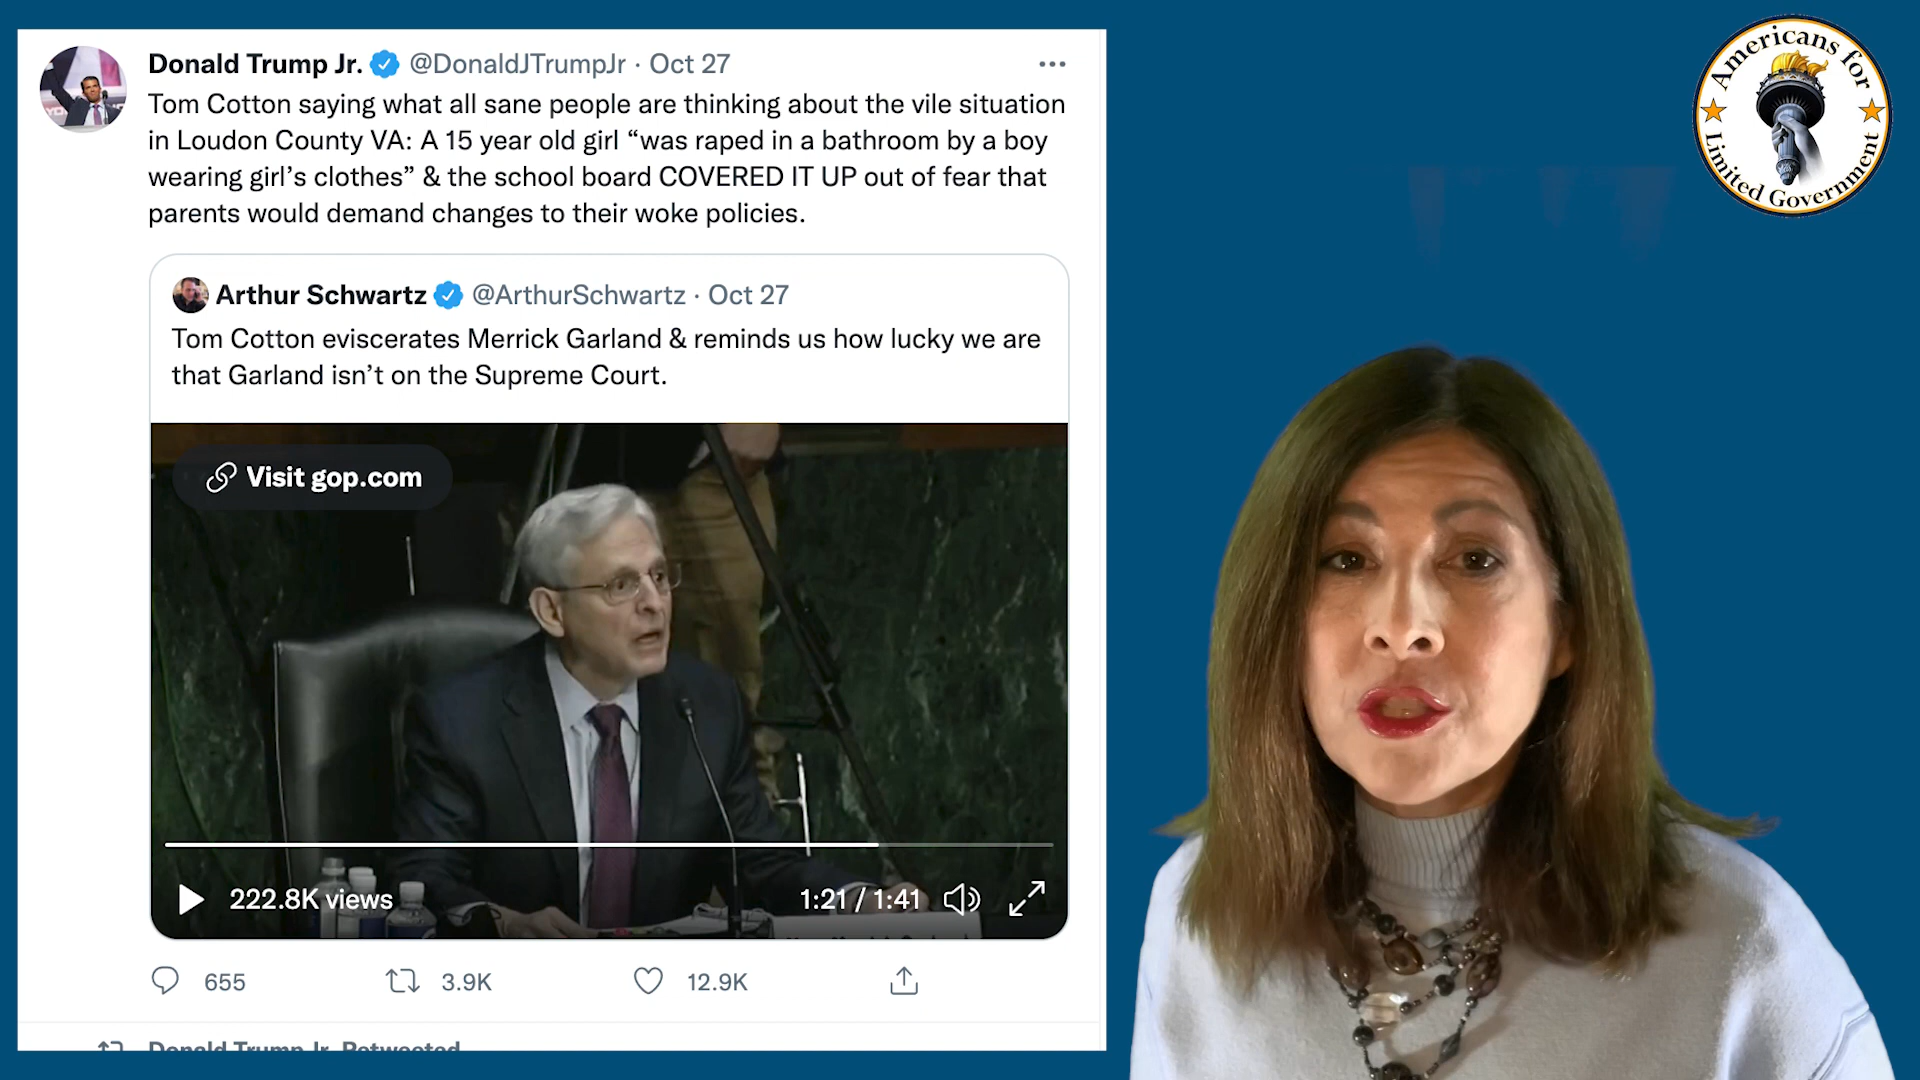 Donald Trump Jr. @DonaldJTrumpJr · Oct 27
Tom Cotton saying what all sane people are thinking about the vile situation
in Loudon County VA: A 15 year old girl “was raped in a bathroom by a boy
wearing girl’s clothes” & the school board COVERED IT UP out of fear that
parents would demand changes to their woke policies.
Arthur Schwartz @ArthurSchwartz · Oct 27
Tom Cotton eviscerates Merrick Garland & reminds us how lucky we are
that Garland isn’t on the Supreme Court.
Visit gop.com
222.8K views
1:21 / 1:41
655
3.9K
12.9K
Donald Trump Jr. Retweeted
Americans for
Limited Government